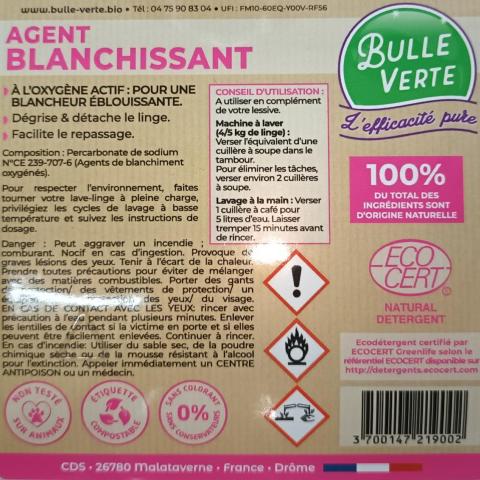 www.bulle-verte.bio • Tél : 04 75 90 83 04 • UFI : FM10-60EQ-Y00V-RF56
AGENT
BLANCHISSANT
À L'OXYGÈNE ACTIF : POUR UNE
BLANCHEUR ÉBLOUISSANTE.
Dégrise & détache le linge.
Facilite le repassage.
Composition : Percarbonate de sodium
N°CE 239-707-6 (Agents de blanchiment
oxygénés).
Pour respecter l'environnement, faites
tourner votre lave-linge à pleine charge,
privilégiez les cycles de lavage à basse
température et suivez les instructions de
dosage.
Danger : Peut aggraver un incendie ;
comburant. Nocif en cas d'ingestion. Provoque de
graves lésions des yeux. Tenir à l'écart de la chaleur.
Prendre toutes précautions pour éviter de mélanger
avec des matières combustibles. Porter des gants
de protection/ des vêtements de protection/ un
équipement de protection des yeux/ du visage.
EN CAS DE CONTACT AVEC LES YEUX: rincer avec
précaution à l'eau pendant plusieurs minutes. Enlever
les lentilles de contact si la victime en porte et si elles
peuvent être facilement enlevées. Continuer à rincer.
En cas d'incendie: Utiliser du sable sec, de la poudre
chimique sèche ou de la mousse résistant à l'alcool
pour l'extinction. Appeler immédiatement un CENTRE
ANTIPOISON ou un médecin.
CONSEIL D'UTILISATION :
A utiliser en complément
de votre lessive.
Machine à laver
(4/5 kg de linge) :
Verser l'équivalent d'une
cuillère à soupe dans le
tambour.
Pour éliminer les tâches,
verser environ 2 cuillères
à soupe.
Lavage à la main : Verser
1 cuillère à café pour
5 litres d'eau. Laisser
tremper 15 minutes avant
de rincer.
BULLE
VERTE
L'efficacité pure
100%
DU TOTAL DES
INGRÉDIENTS SONT
D'ORIGINE NATURELLE
ECO
CERT
NATURAL
DETERGENT
Ecodétergent certifié par
ECOCERT Greenlife selon le
référentiel ECOCERT disponible sur
http://detergents.ecocert.com
NON TESTÉ
SUR ANIMAUX
ÉTIQUETTE
COMPOSTABLE
SANS COLORANT
0%
SANS CONSERVATEURS
3 700147 219002
CDS • 26780 Malataverne • France • Drôme